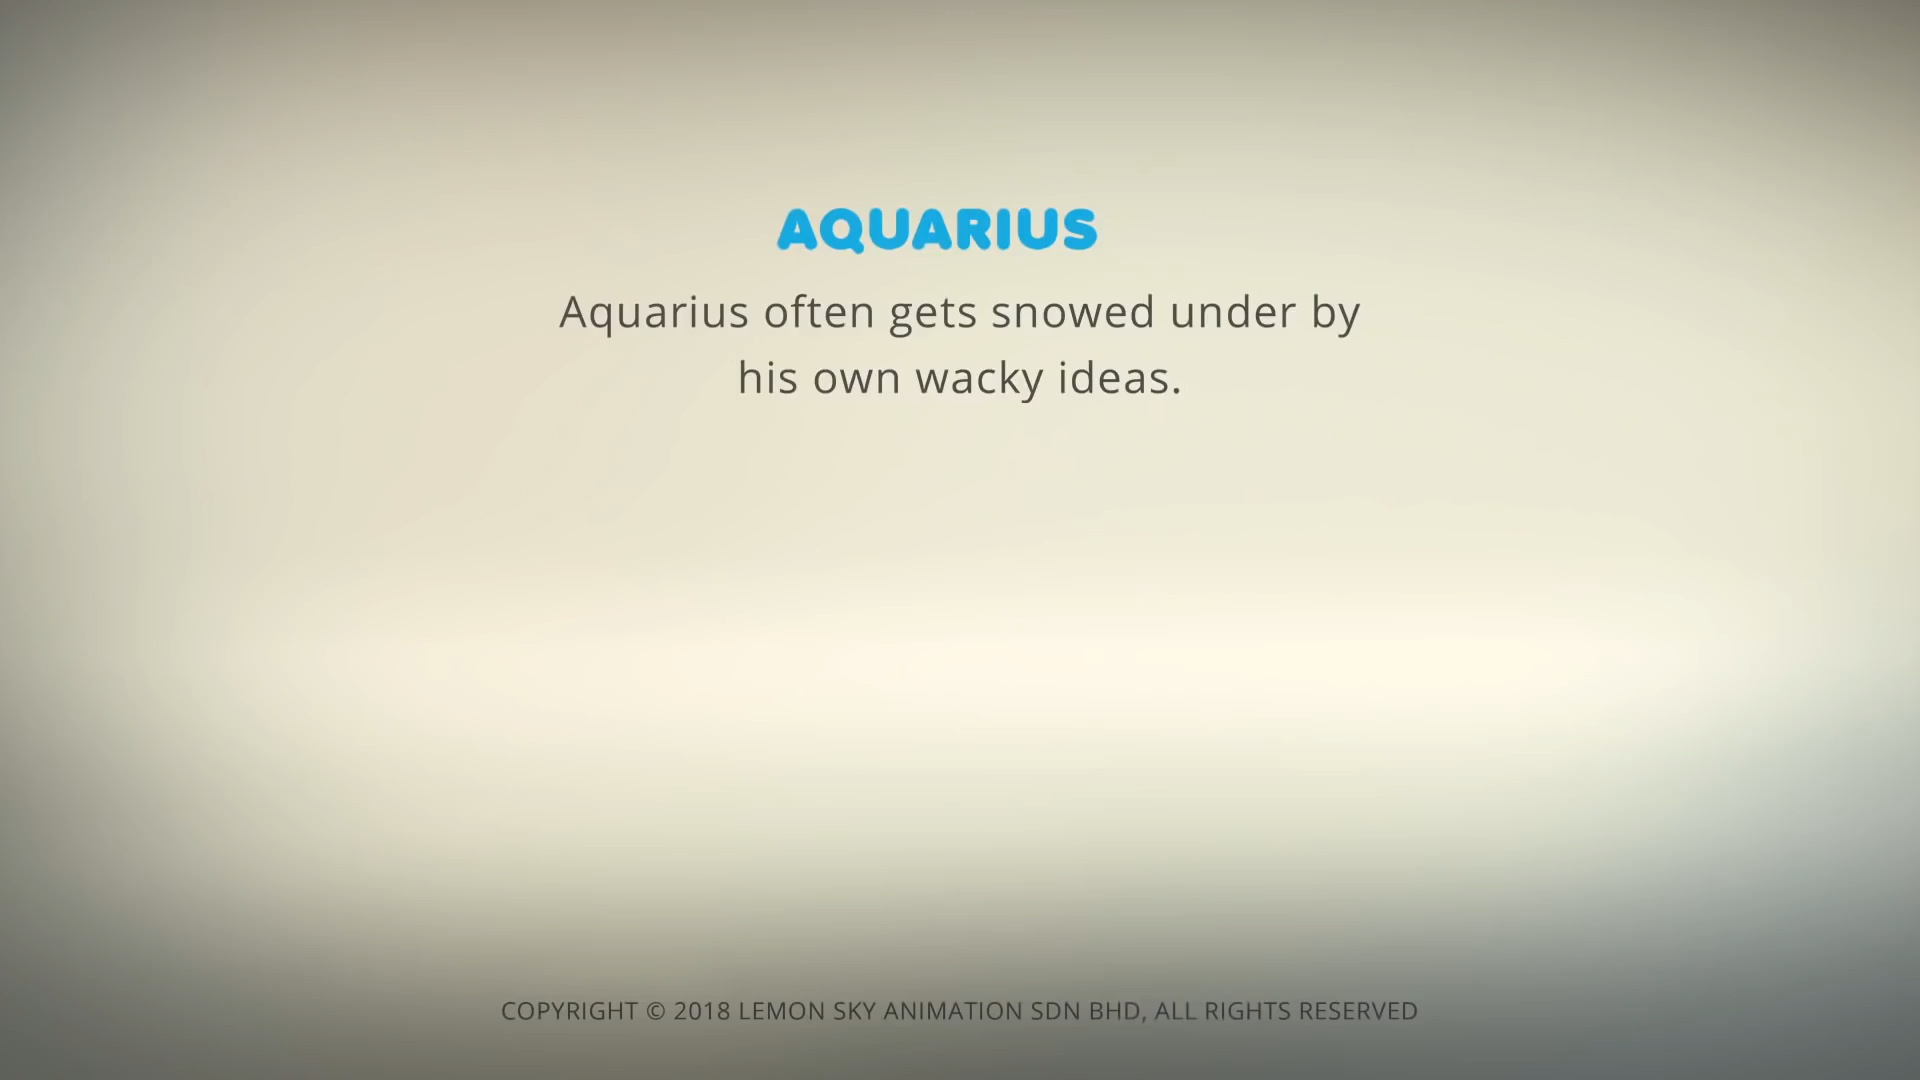 AQUARIUS
Aquarius often gets snowed under by
his own wacky ideas.
COPYRIGHT © 2018 LEMON SKY ANIMATION SDN BHD, ALL RIGHTS RESERVED